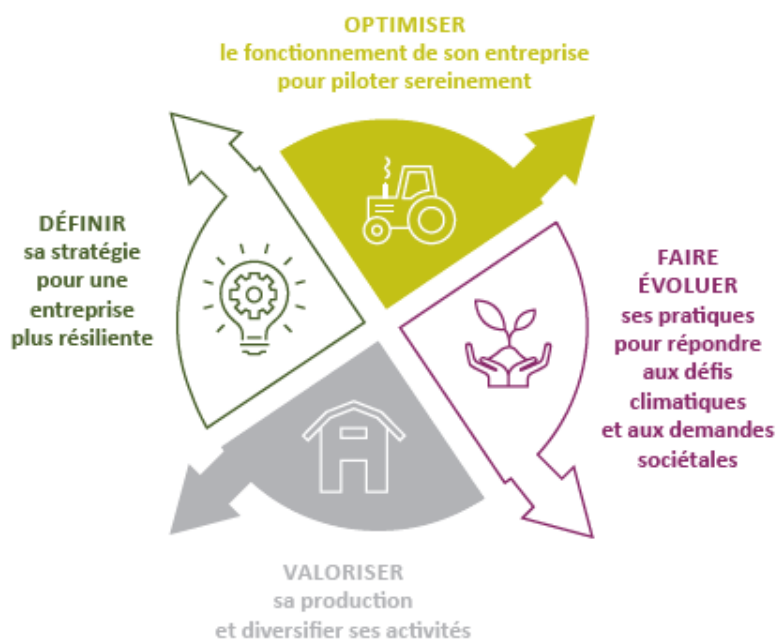 OPTIMISER
le fonctionnement de son entreprise
pour piloter sereinement
DÉFINIR
sa stratégie
pour une
entreprise
plus résiliente
FAIRE
ÉVOLUER
ses pratiques
pour répondre
aux défis
climatiques
et aux demandes
sociétales
VALORISER
sa production
et diversifier ses activités